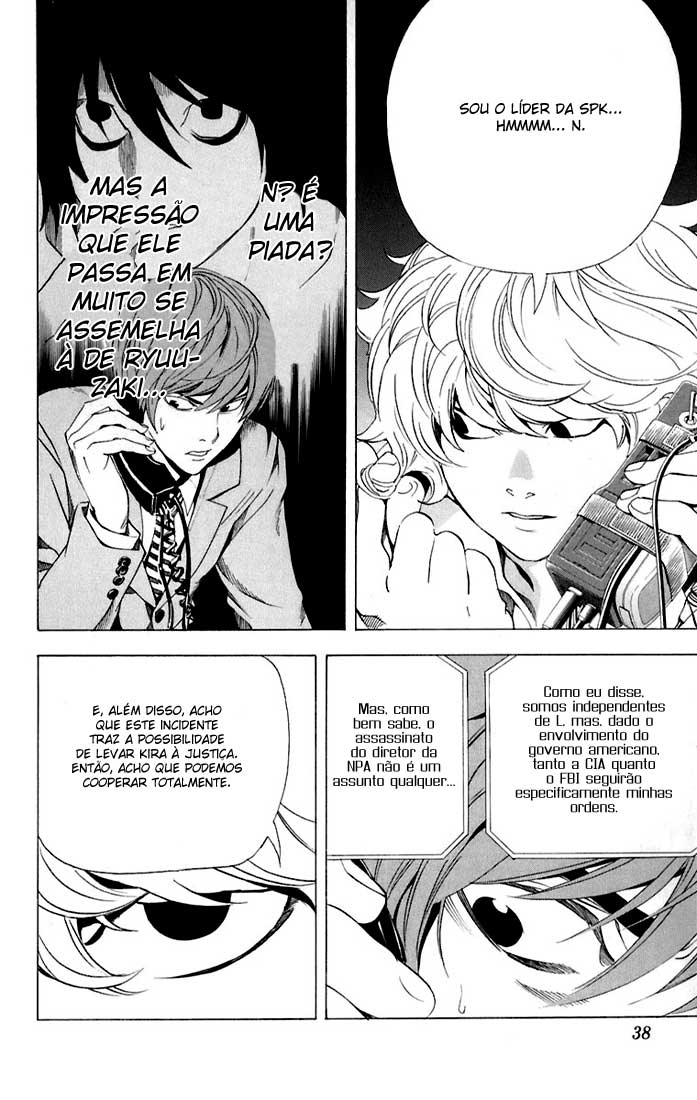 SOU O LÍDER DA SPK...
HMMMM... N.
N? É
UMA
PIADA?
MAS A
IMPRESSÃO
QUE ELE
PASSA EM
MUITO SE
ASSEMELHA
À DE RYUU-
ZAKI...
Como eu disse,
somos independentes
de L, mas, dado o
envolvimento do
governo americano,
tanto a CIA quanto
o FBI seguirão
especificamente minhas
ordens.
Mas, como
bem sabe, o
assassinato
do diretor da
NPA não é um
assunto qualquer...
E, ALÉM DISSO, ACHO
QUE ESTE INCIDENTE
TRAZ A POSSIBILIDADE
DE LEVAR KIRA À JUSTIÇA.
ENTÃO, ACHO QUE PODEMOS
COOPERAR TOTALMENTE.
38